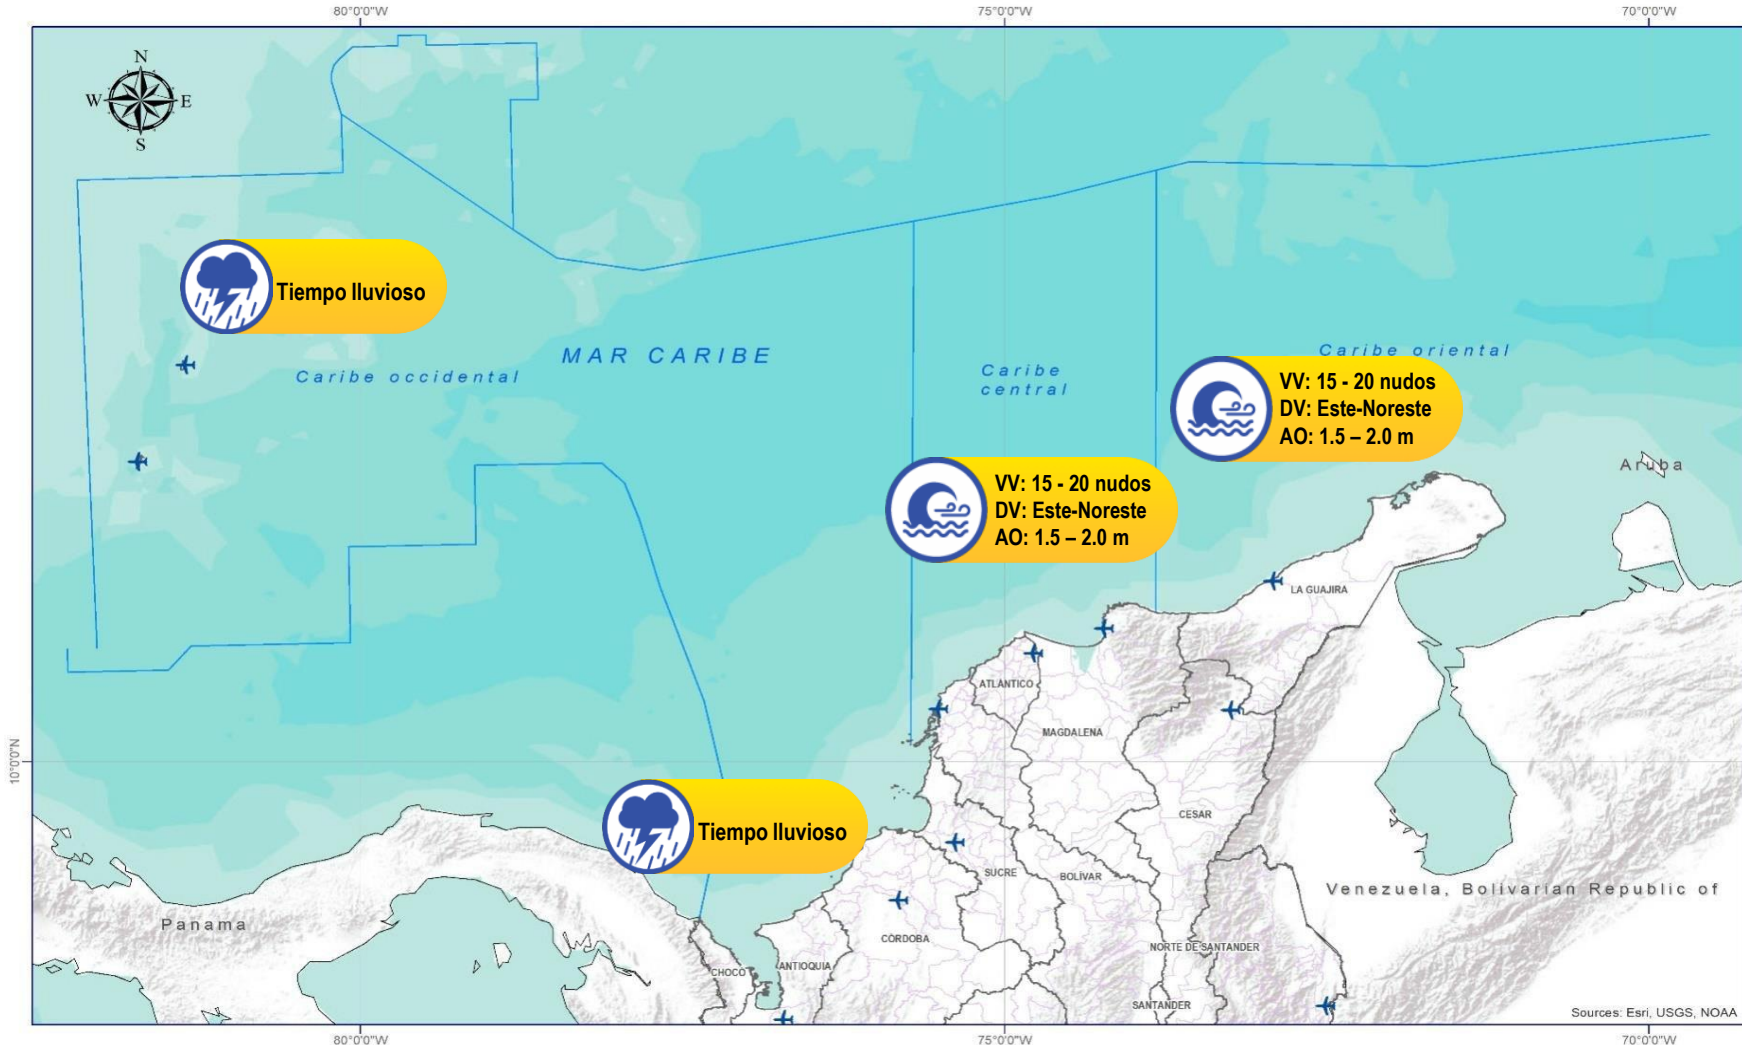 80°0'0"W
75°0'0"W
70°0'0"W
N
W
E
S
Tiempo lluvioso
MAR CARIBE
Caribe occidental
Caribe
central
Caribe oriental
VV: 15 - 20 nudos
DV: Este-Noreste
AO: 1.5 – 2.0 m
VV: 15 - 20 nudos
DV: Este-Noreste
AO: 1.5 – 2.0 m
Aruba
LA GUAJIRA
ATLÁNTICO
MAGDALENA
10°0'0"N
CESAR
Tiempo lluvioso
SUCRE
BOLÍVAR
Venezuela, Bolivarian Republic of
Panama
CÓRDOBA
NORTE DE SANTANDER
CHOCÓ
ANTIOQUIA
SANTANDER
Sources: Esri, USGS, NOAA
80°0'0"W
75°0'0"W
70°0'0"W